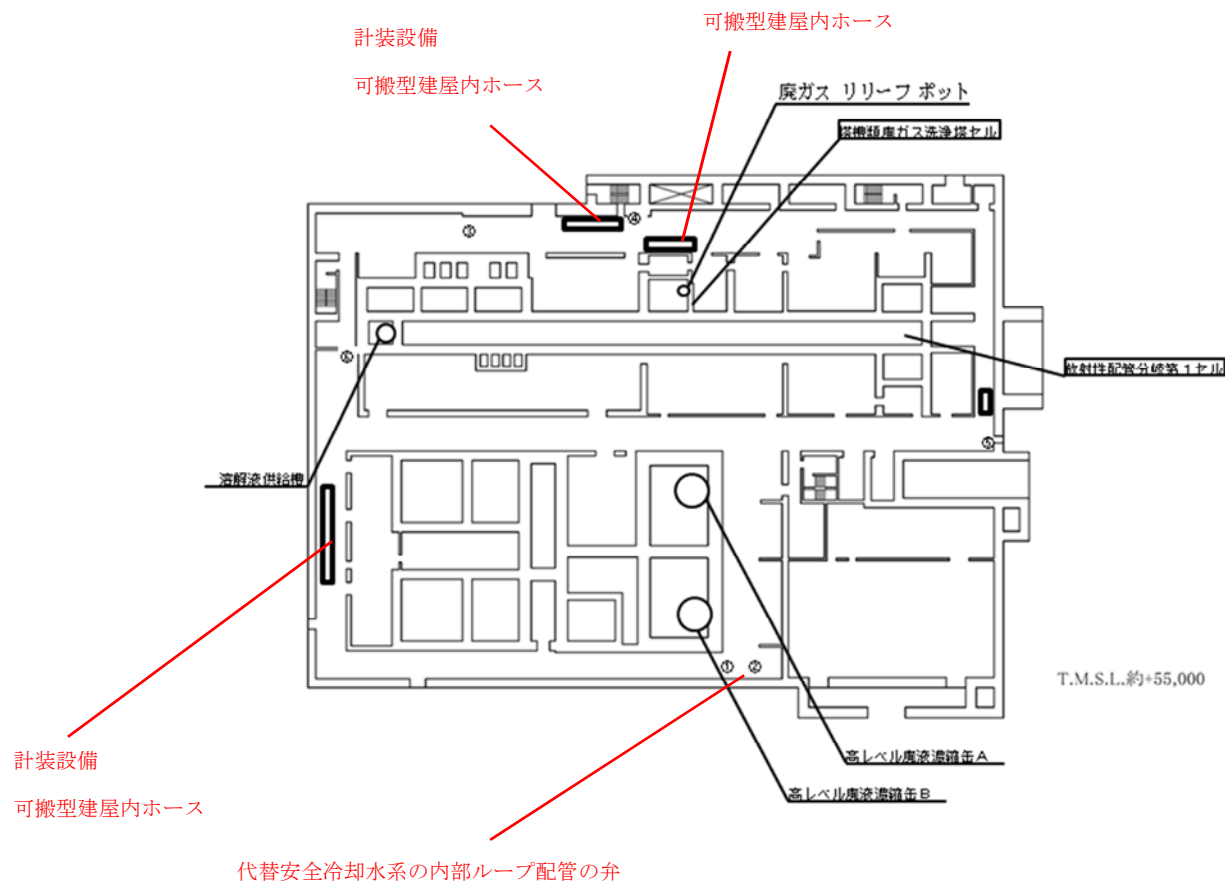 可搬型建屋内ホース
計装設備
可搬型建屋内ホース
廃ガス リリーフ ポット
塔槽類廃ガス洗浄塔セル
④
③
⑥
放射性配管分岐第1セル
⑤
溶解液供給槽
① ②
T.M.S.L.約+55,000
高レベル廃液濃縮缶A
高レベル廃液濃縮缶B
計装設備
可搬型建屋内ホース
代替安全冷却水系の内部ループ配管の弁